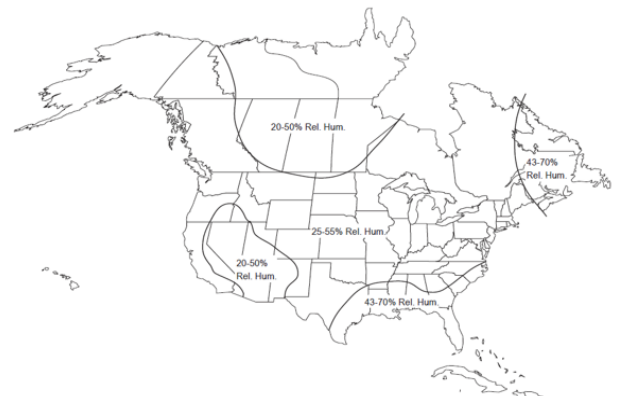 20-50% Rel. Hum.
43-70%
Rel. Hum.
25-55% Rel. Hum.
20-50%
Rel. Hum.
43-70% Rel. Hum.